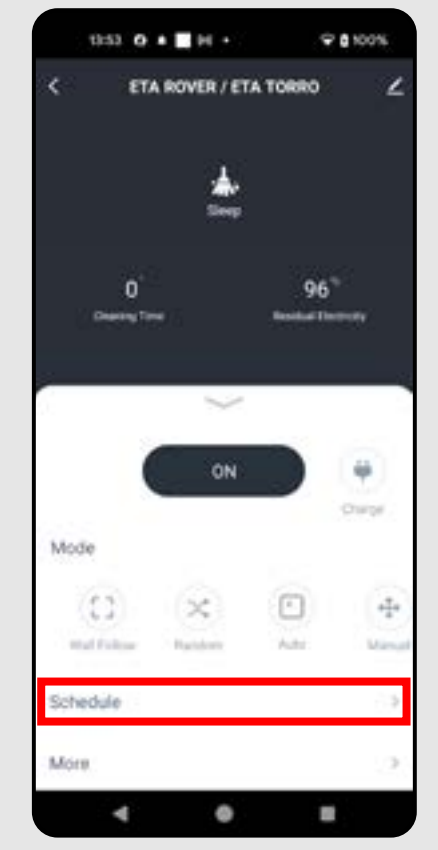 13:53 100%
ETA ROVER / ETA TORRO
Sleep
0 96 %
Cleaning Time Residual Electricity
ON
Charge
Mode
Wall Follow Random Auto Manual
Schedule
More